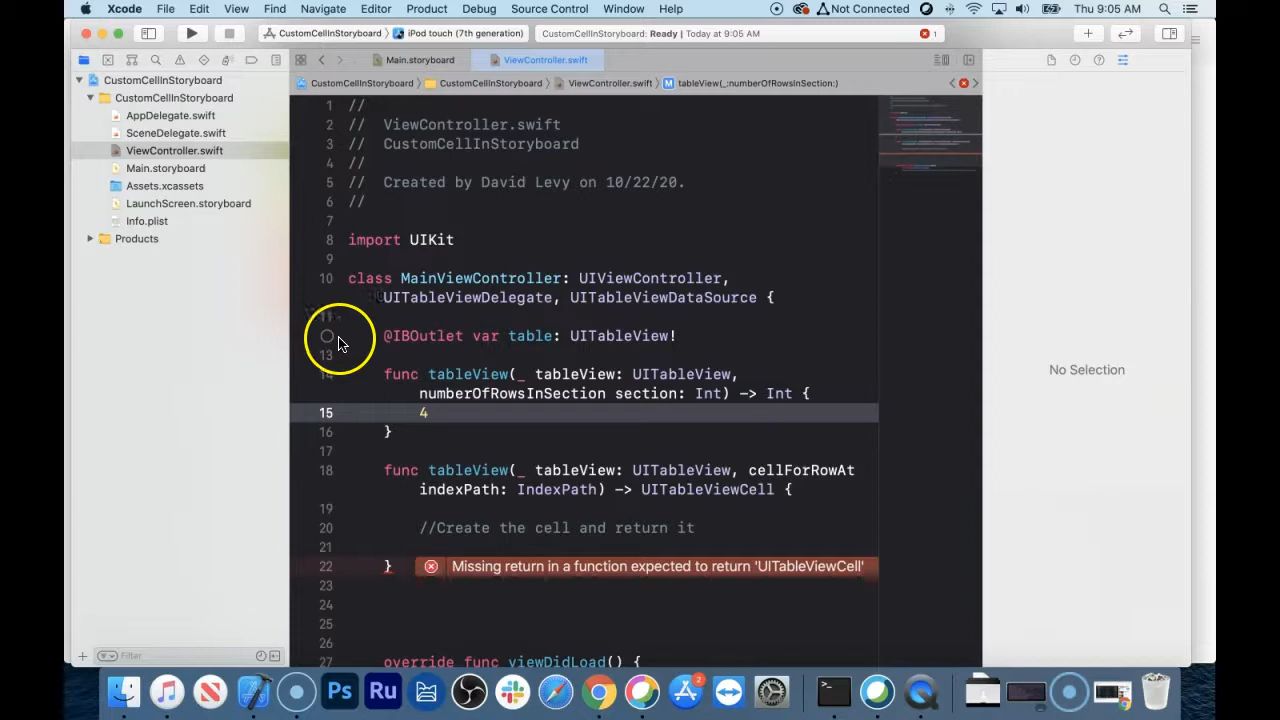 Xcode File Edit View Find Navigate Editor Product Debug Source Control Window Help Not Connected Thu 9:05 AM
CustomCellInStoryboard iPod touch (7th generation) CustomCellInStoryboard: Ready | Today at 9:05 AM 1
Main.storyboard ViewController.swift
CustomCellInStoryboard CustomCellInStoryboard ViewController.swift tableView(_:numberOfRowsInSection:)
CustomCellInStoryboard
CustomCellInStoryboard
AppDelegate.swift
SceneDelegate.swift
ViewController.swift
Main.storyboard
Assets.xcassets
LaunchScreen.storyboard
Info.plist
Products
Filter
1 //
2 // ViewController.swift
3 // CustomCellInStoryboard
4 //
5 // Created by David Levy on 10/22/20.
6 //
7
8 import UIKit
9
10 class MainViewController: UIViewController,
UITableViewDelegate, UITableViewDataSource {
11
@IBOutlet var table: UITableView!
13
14 func tableView(_ tableView: UITableView,
numberOfRowsInSection section: Int) -> Int {
15 4
16 }
17
18 func tableView(_ tableView: UITableView, cellForRowAt
indexPath: IndexPath) -> UITableViewCell {
19
20 //Create the cell and return it
21
22 } Missing return in a function expected to return 'UITableViewCell'
23
24
25
26
27 override func viewDidLoad() {
No Selection
Ps Ru 2